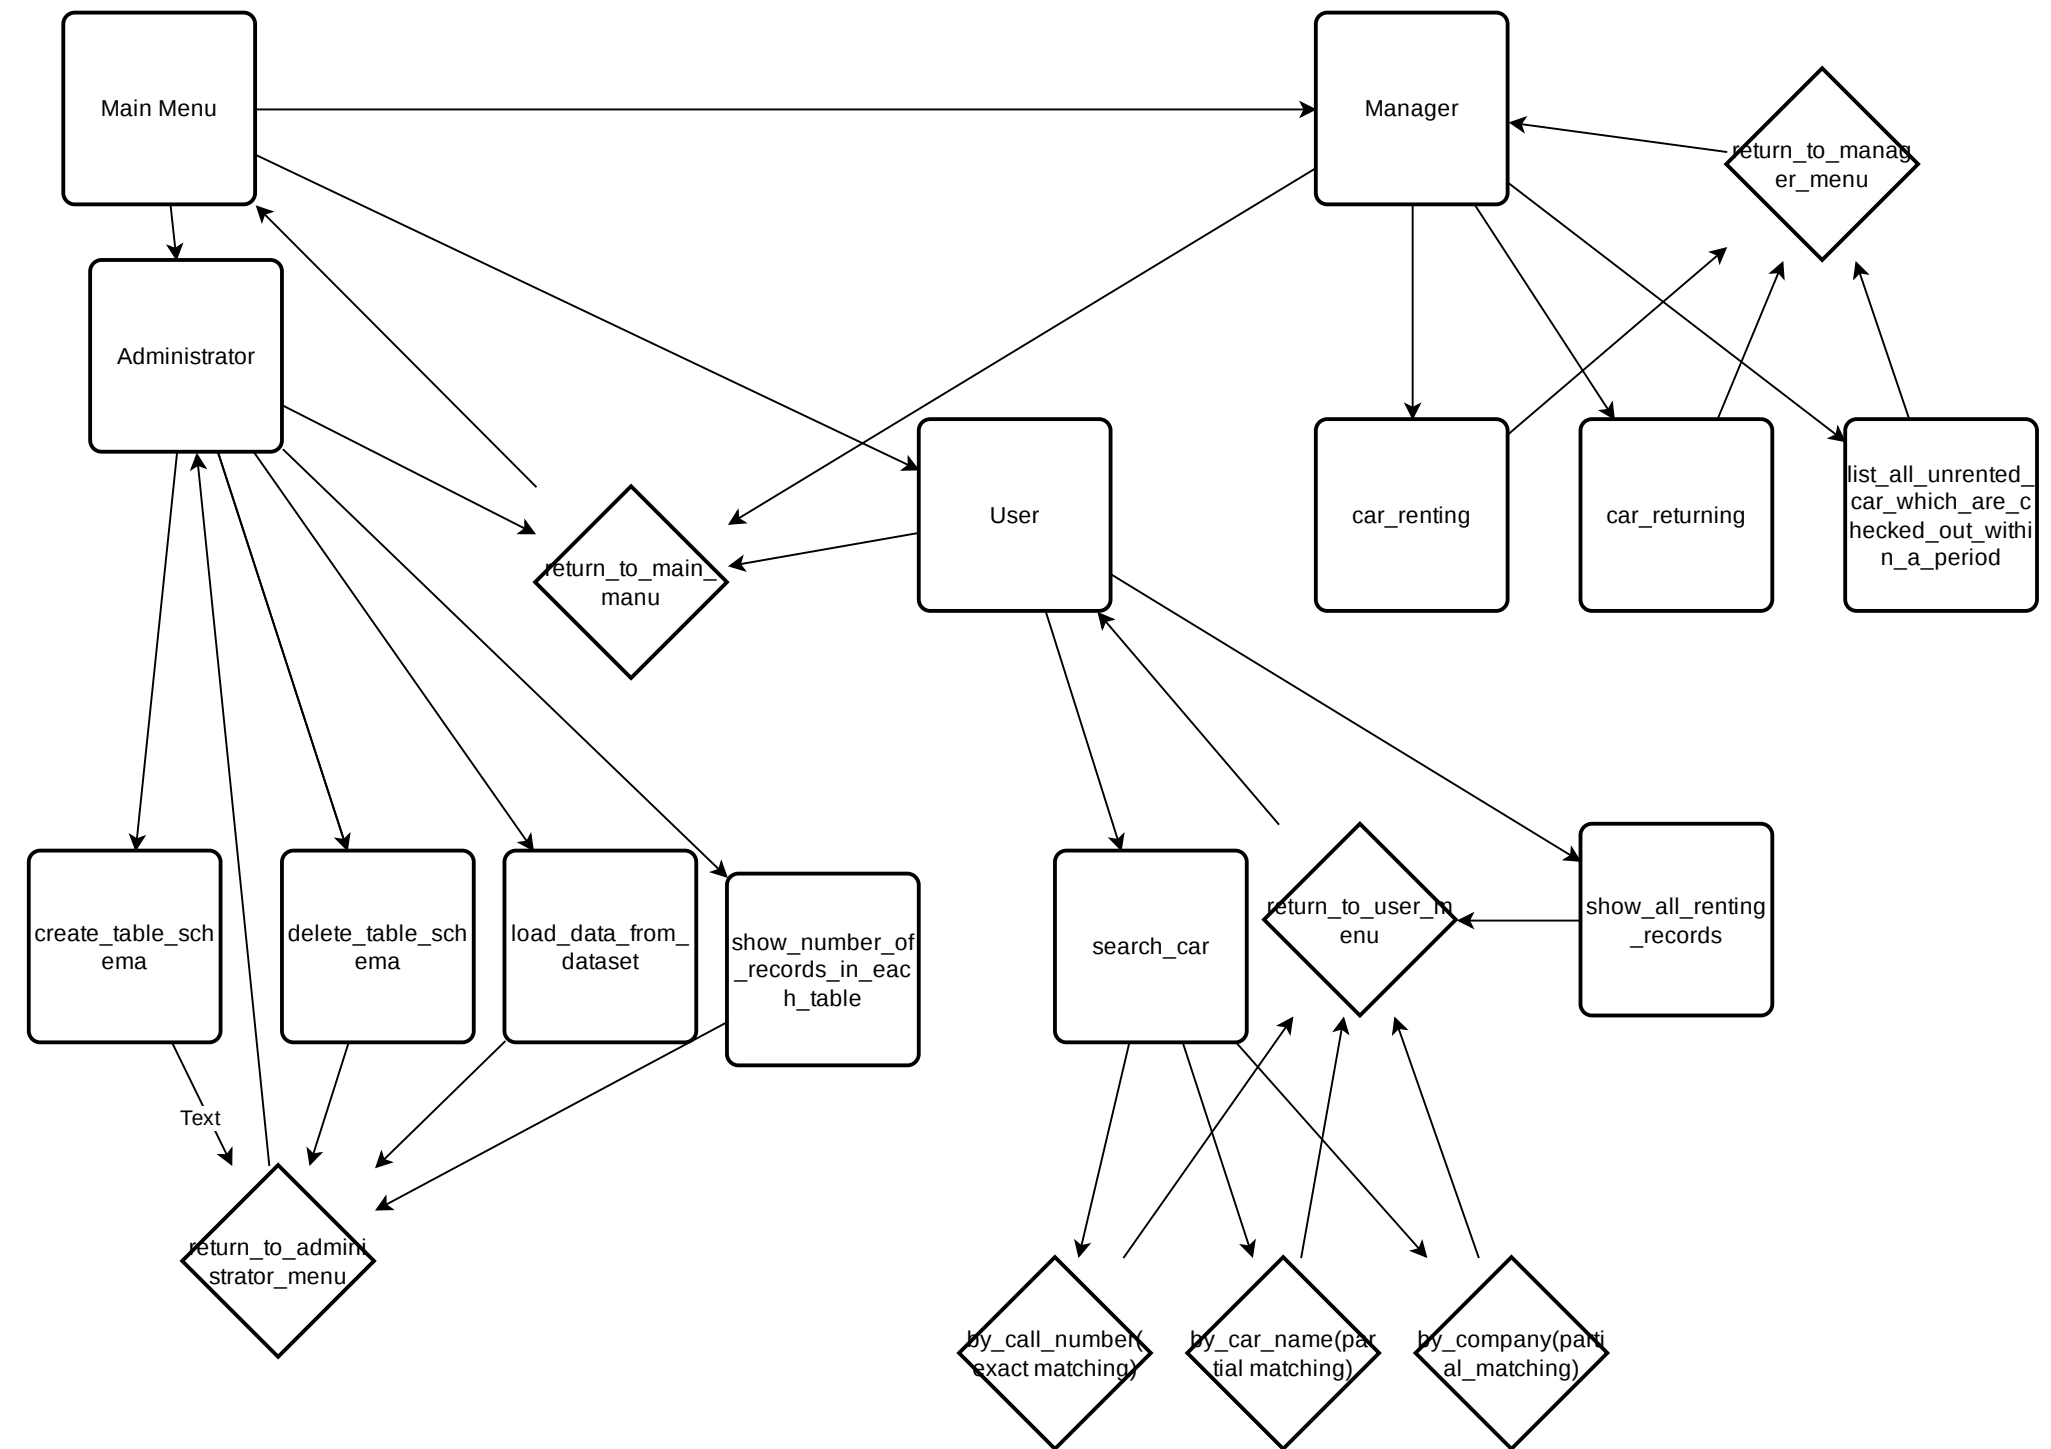 Main Menu
Manager
return_to_manag
er_menu
Administrator
list_all_unrented_
car_which_are_c
hecked_out_withi
n_a_period
User
car_renting
car_returning
return_to_main_
manu
create_table_sch
ema
delete_table_sch
ema
load_data_from_
dataset
show_number_of
_records_in_eac
h_table
search_car
return_to_user_m
enu
show_all_renting
_records
Text
return_to_admini
strator_menu
by_call_number(
exact matching)
by_car_name(par
tial matching)
by_company(parti
al_matching)